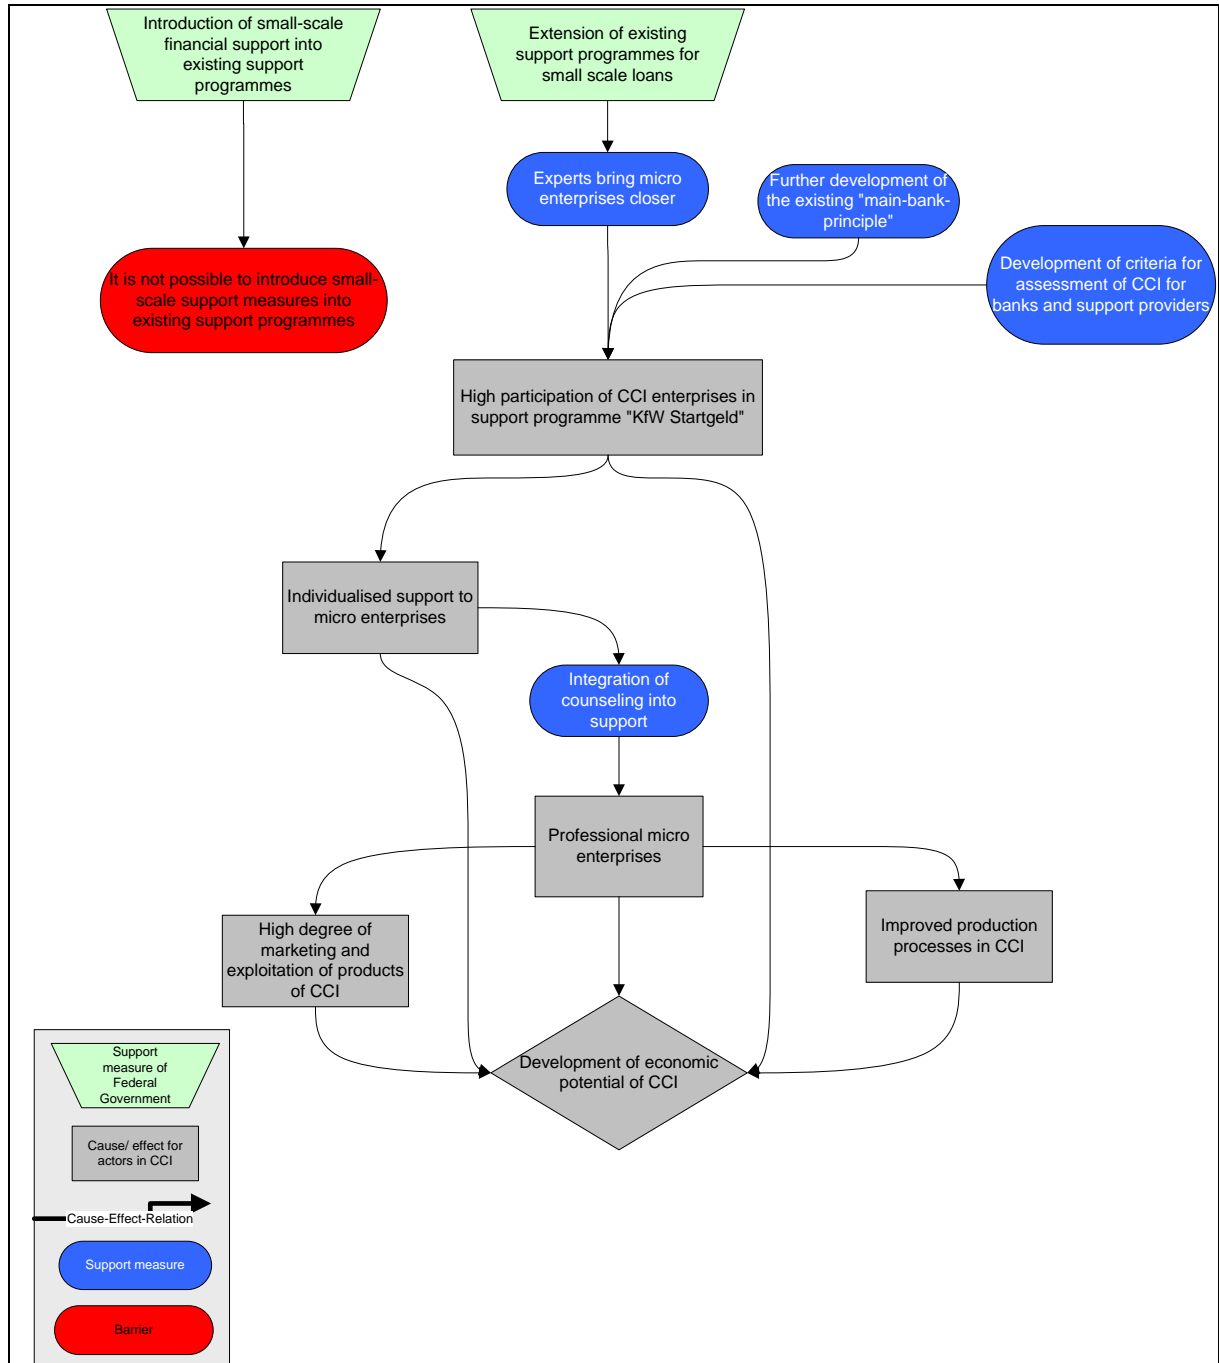 Introduction of small-scale
financial support into
existing support
programmes
Extension of existing
support programmes for
small scale loans
Experts bring micro
enterprises closer
Further development of
the existing "main-bank-
principle"
Development of criteria for
assessment of CCI for
banks and support providers
It is not possible to introduce small-
scale support measures into
existing support programmes
High participation of CCI enterprises in
support programme "KfW Startgeld"
Individualised support to
micro enterprises
Integration of
counseling into
support
Professional micro
enterprises
High degree of
marketing and
exploitation of products
of CCI
Improved production
processes in CCI
Development of economic
potential of CCI
Support
measure of
Federal
Government
Cause/ effect for
actors in CCI
Cause-Effect-Relation
Support measure
Barrier